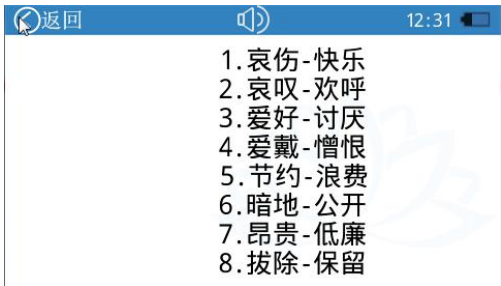 返回 12:31
1.哀伤-快乐
2.哀叹-欢呼
3.爱好-讨厌
4.爱戴-憎恨
5.节约-浪费
6.暗地-公开
7.昂贵-低廉
8.拔除-保留